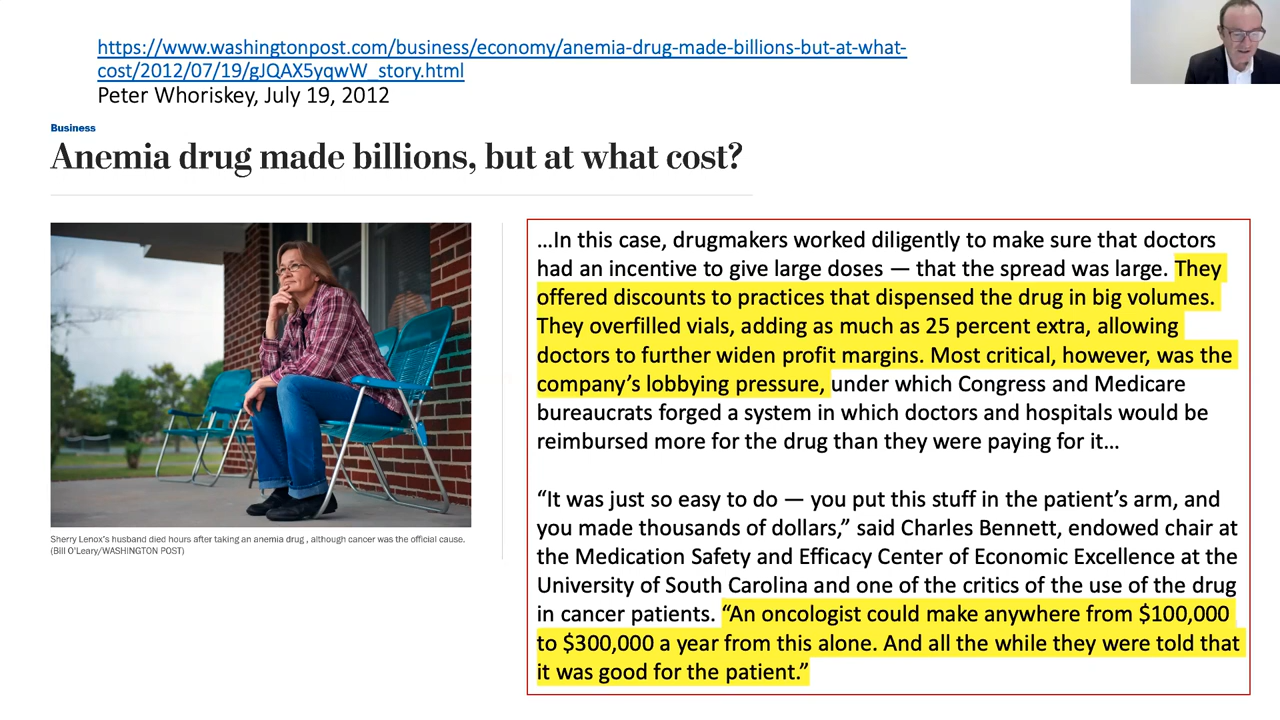 https://www.washingtonpost.com/business/economy/anemia-drug-made-billions-but-at-what-
cost/2012/07/19/gJQAX5yqwW_story.html
Peter Whoriskey, July 19, 2012
Business
Anemia drug made billions, but at what cost?
Sherry Lenox's husband died hours after taking an anemia drug , although cancer was the official cause.
(Bill O'Leary/WASHINGTON POST)
…In this case, drugmakers worked diligently to make sure that doctors
had an incentive to give large doses — that the spread was large. They
offered discounts to practices that dispensed the drug in big volumes.
They overfilled vials, adding as much as 25 percent extra, allowing
doctors to further widen profit margins. Most critical, however, was the
company’s lobbying pressure, under which Congress and Medicare
bureaucrats forged a system in which doctors and hospitals would be
reimbursed more for the drug than they were paying for it…
“It was just so easy to do — you put this stuff in the patient’s arm, and
you made thousands of dollars,” said Charles Bennett, endowed chair at
the Medication Safety and Efficacy Center of Economic Excellence at the
University of South Carolina and one of the critics of the use of the drug
in cancer patients. “An oncologist could make anywhere from $100,000
to $300,000 a year from this alone. And all the while they were told that
it was good for the patient.”